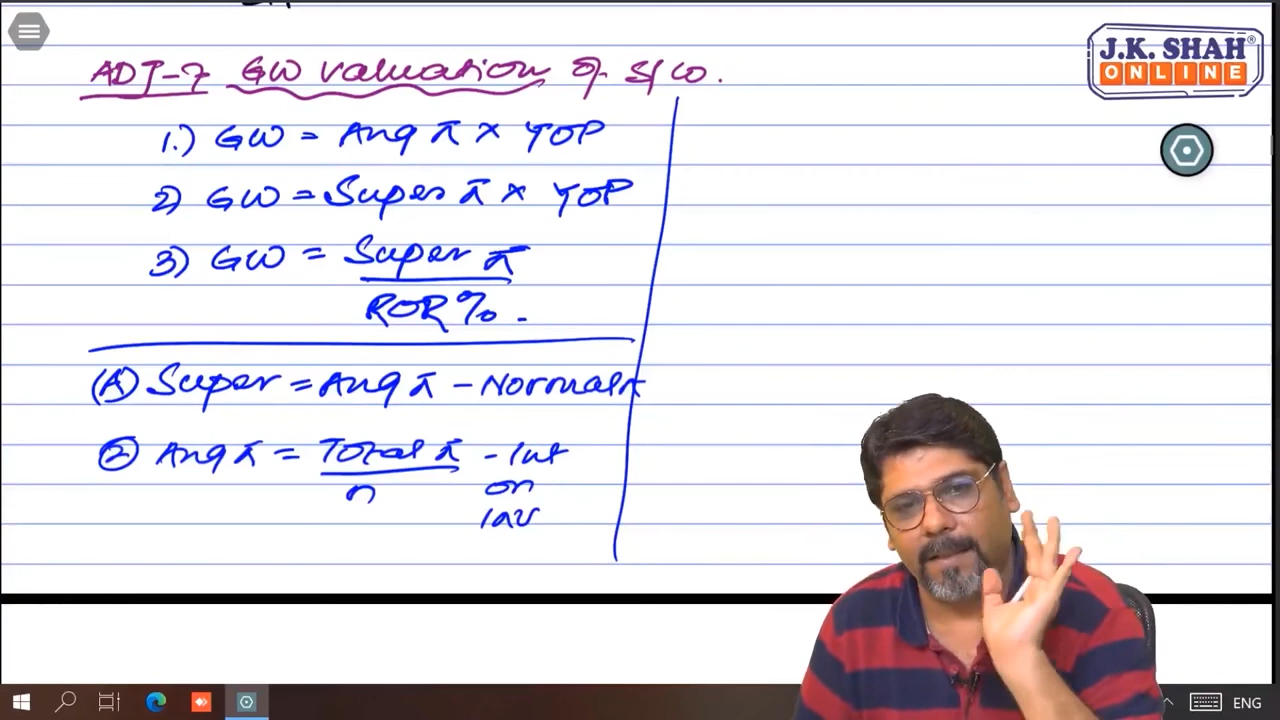 J.K. SHAH®
ONLINE
ADJ-7 GW valuation of S/Co.
1.) GW = Avg π × YOP
2) GW = Super π × YOP
3) GW = Super π
ROR% .
(A) Super = Avg π - Normal π
② Avg π = Total π - Int
n on
Inv
ENG